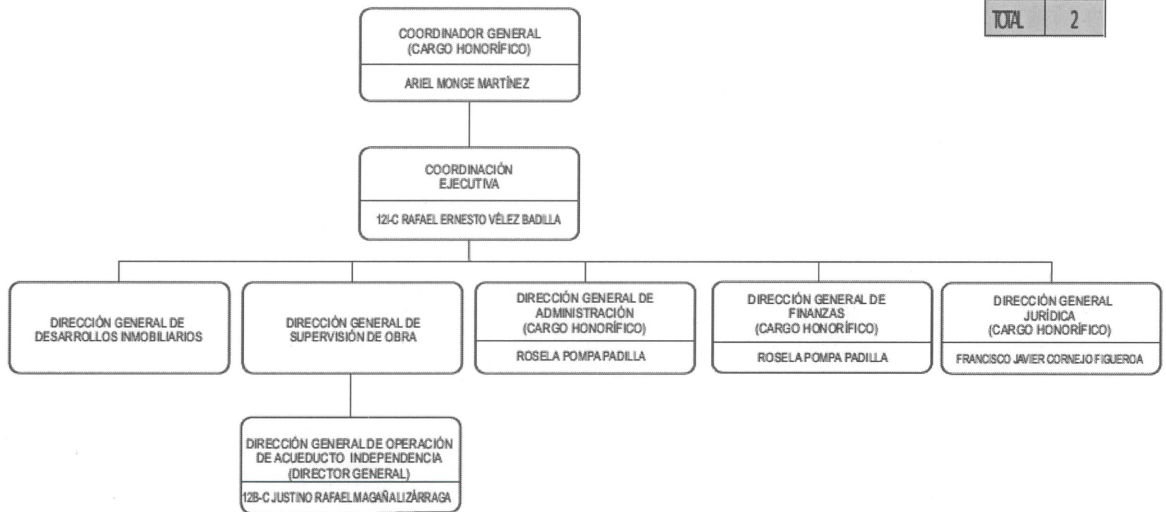 TOTAL 2
COORDINADOR GENERAL
(CARGO HONORÍFICO)
ARIEL MONGE MARTÍNEZ
COORDINACIÓN
EJECUTIVA
12I-C RAFAEL ERNESTO VÉLEZ BADILLA
DIRECCIÓN GENERAL DE
DESARROLLOS INMOBILIARIOS
DIRECCIÓN GENERAL DE
SUPERVISIÓN DE OBRA
DIRECCIÓN GENERAL DE
ADMINISTRACIÓN
(CARGO HONORÍFICO)
ROSELA POMPA PADILLA
DIRECCIÓN GENERAL DE
FINANZAS
(CARGO HONORÍFICO)
ROSELA POMPA PADILLA
DIRECCIÓN GENERAL
JURÍDICA
(CARGO HONORÍFICO)
FRANCISCO JAVIER CORNEJO FIGUEROA
DIRECCIÓN GENERAL DE OPERACIÓN
DE ACUEDUCTO INDEPENDENCIA
(DIRECTOR GENERAL)
12B-C JUSTINO RAFAEL MAGAÑA LIZÁRRAGA